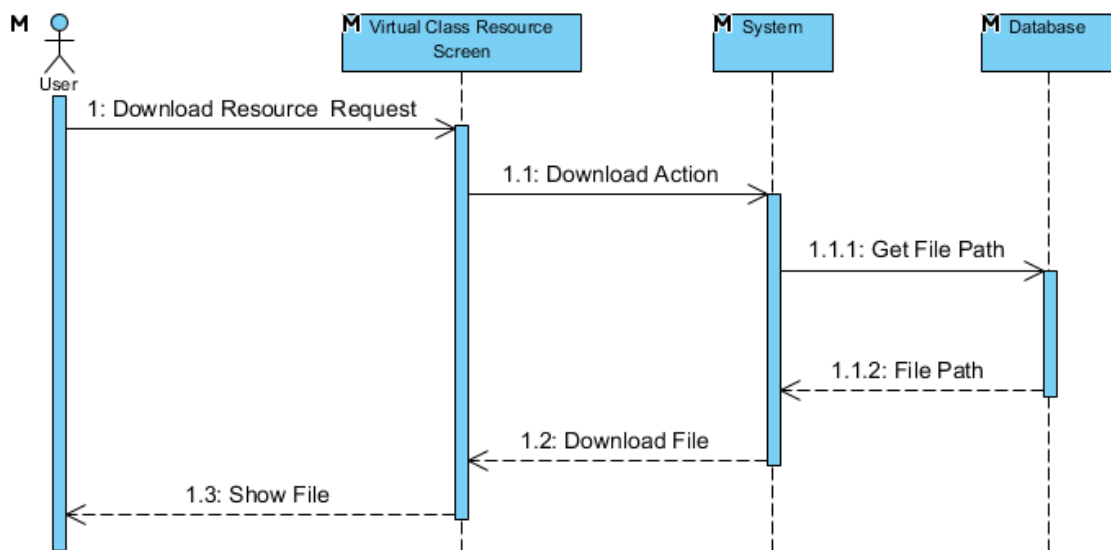 M
M Virtual Class Resource
Screen
M System
M Database
User
1: Download Resource  Request
1.1: Download Action
1.1.1: Get File Path
1.1.2: File Path
1.2: Download File
1.3: Show File